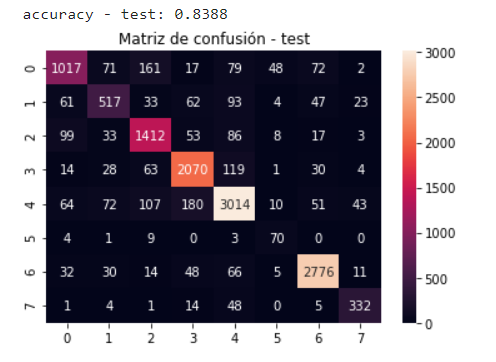 accuracy - test: 0.8388
Matriz de confusión - test
0 1017 71 161 17 79 48 72 2
1 61 517 33 62 93 4 47 23
2 99 33 1412 53 86 8 17 3
3 14 28 63 2070 119 1 30 4
4 64 72 107 180 3014 10 51 43
5 4 1 9 0 3 70 0 0
6 32 30 14 48 66 5 2776 11
7 1 4 1 14 48 0 5 332
0 1 2 3 4 5 6 7
3000
2500
2000
1500
1000
500
0